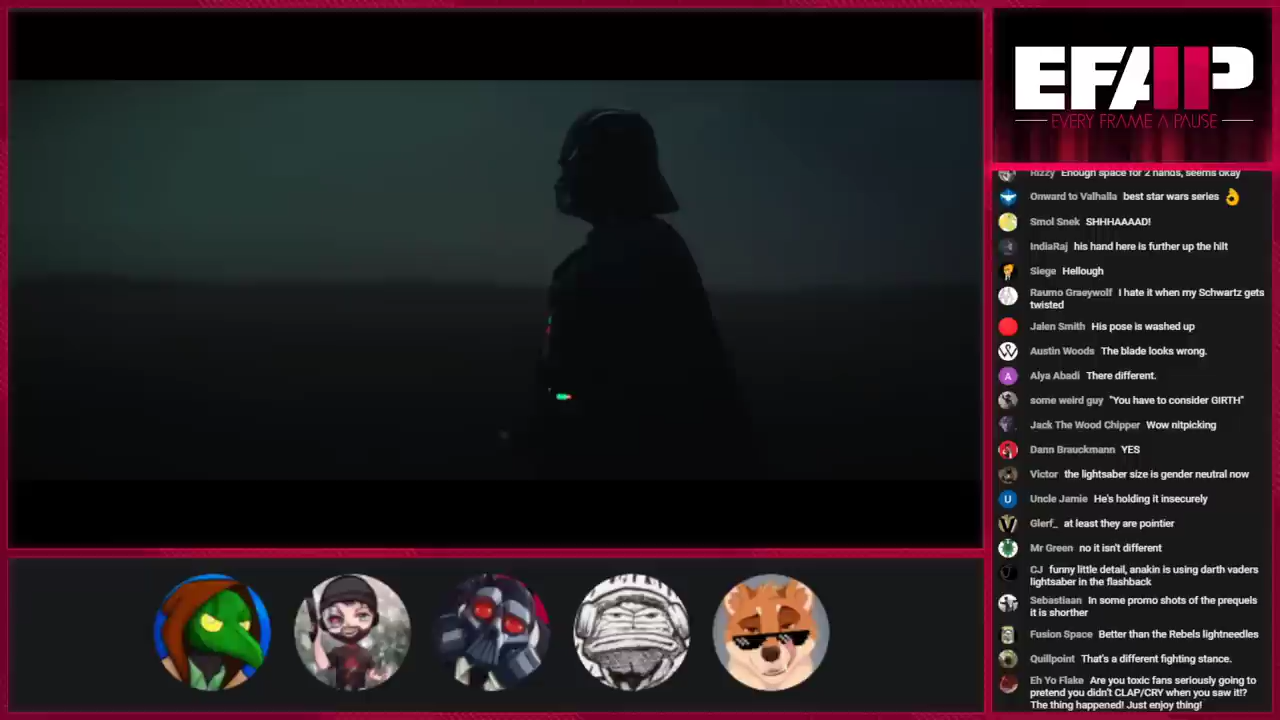 EFAP
EVERY FRAME A PAUSE
Rizzy Enough space for 2 hands, seems okay
Onward to Valhalla best star wars series 👌
Smol Snek SHHHAAAAD!
IndiaRaj his hand here is further up the hilt
Siege Hellough
Raumo Graeywolf I hate it when my Schwartz gets
twisted
Jalen Smith His pose is washed up
Austin Woods The blade looks wrong.
A Alya Abadi There different.
some weird guy "You have to consider GIRTH"
Jack The Wood Chipper Wow nitpicking
Dann Brauckmann YES
Victor the lightsaber size is gender neutral now
U Uncle Jamie He's holding it insecurely
Glerf_ at least they are pointier
Mr Green no it isn't different
CJ funny little detail, anakin is using darth vaders
lightsaber in the flashback
Sebastiaan In some promo shots of the prequels
it is shorther
Fusion Space Better than the Rebels lightneedles
Quillpoint That's a different fighting stance.
Eh Yo Flake Are you toxic fans seriously going to
pretend you didn't CLAP/CRY when you saw it!?
The thing happened! Just enjoy thing!